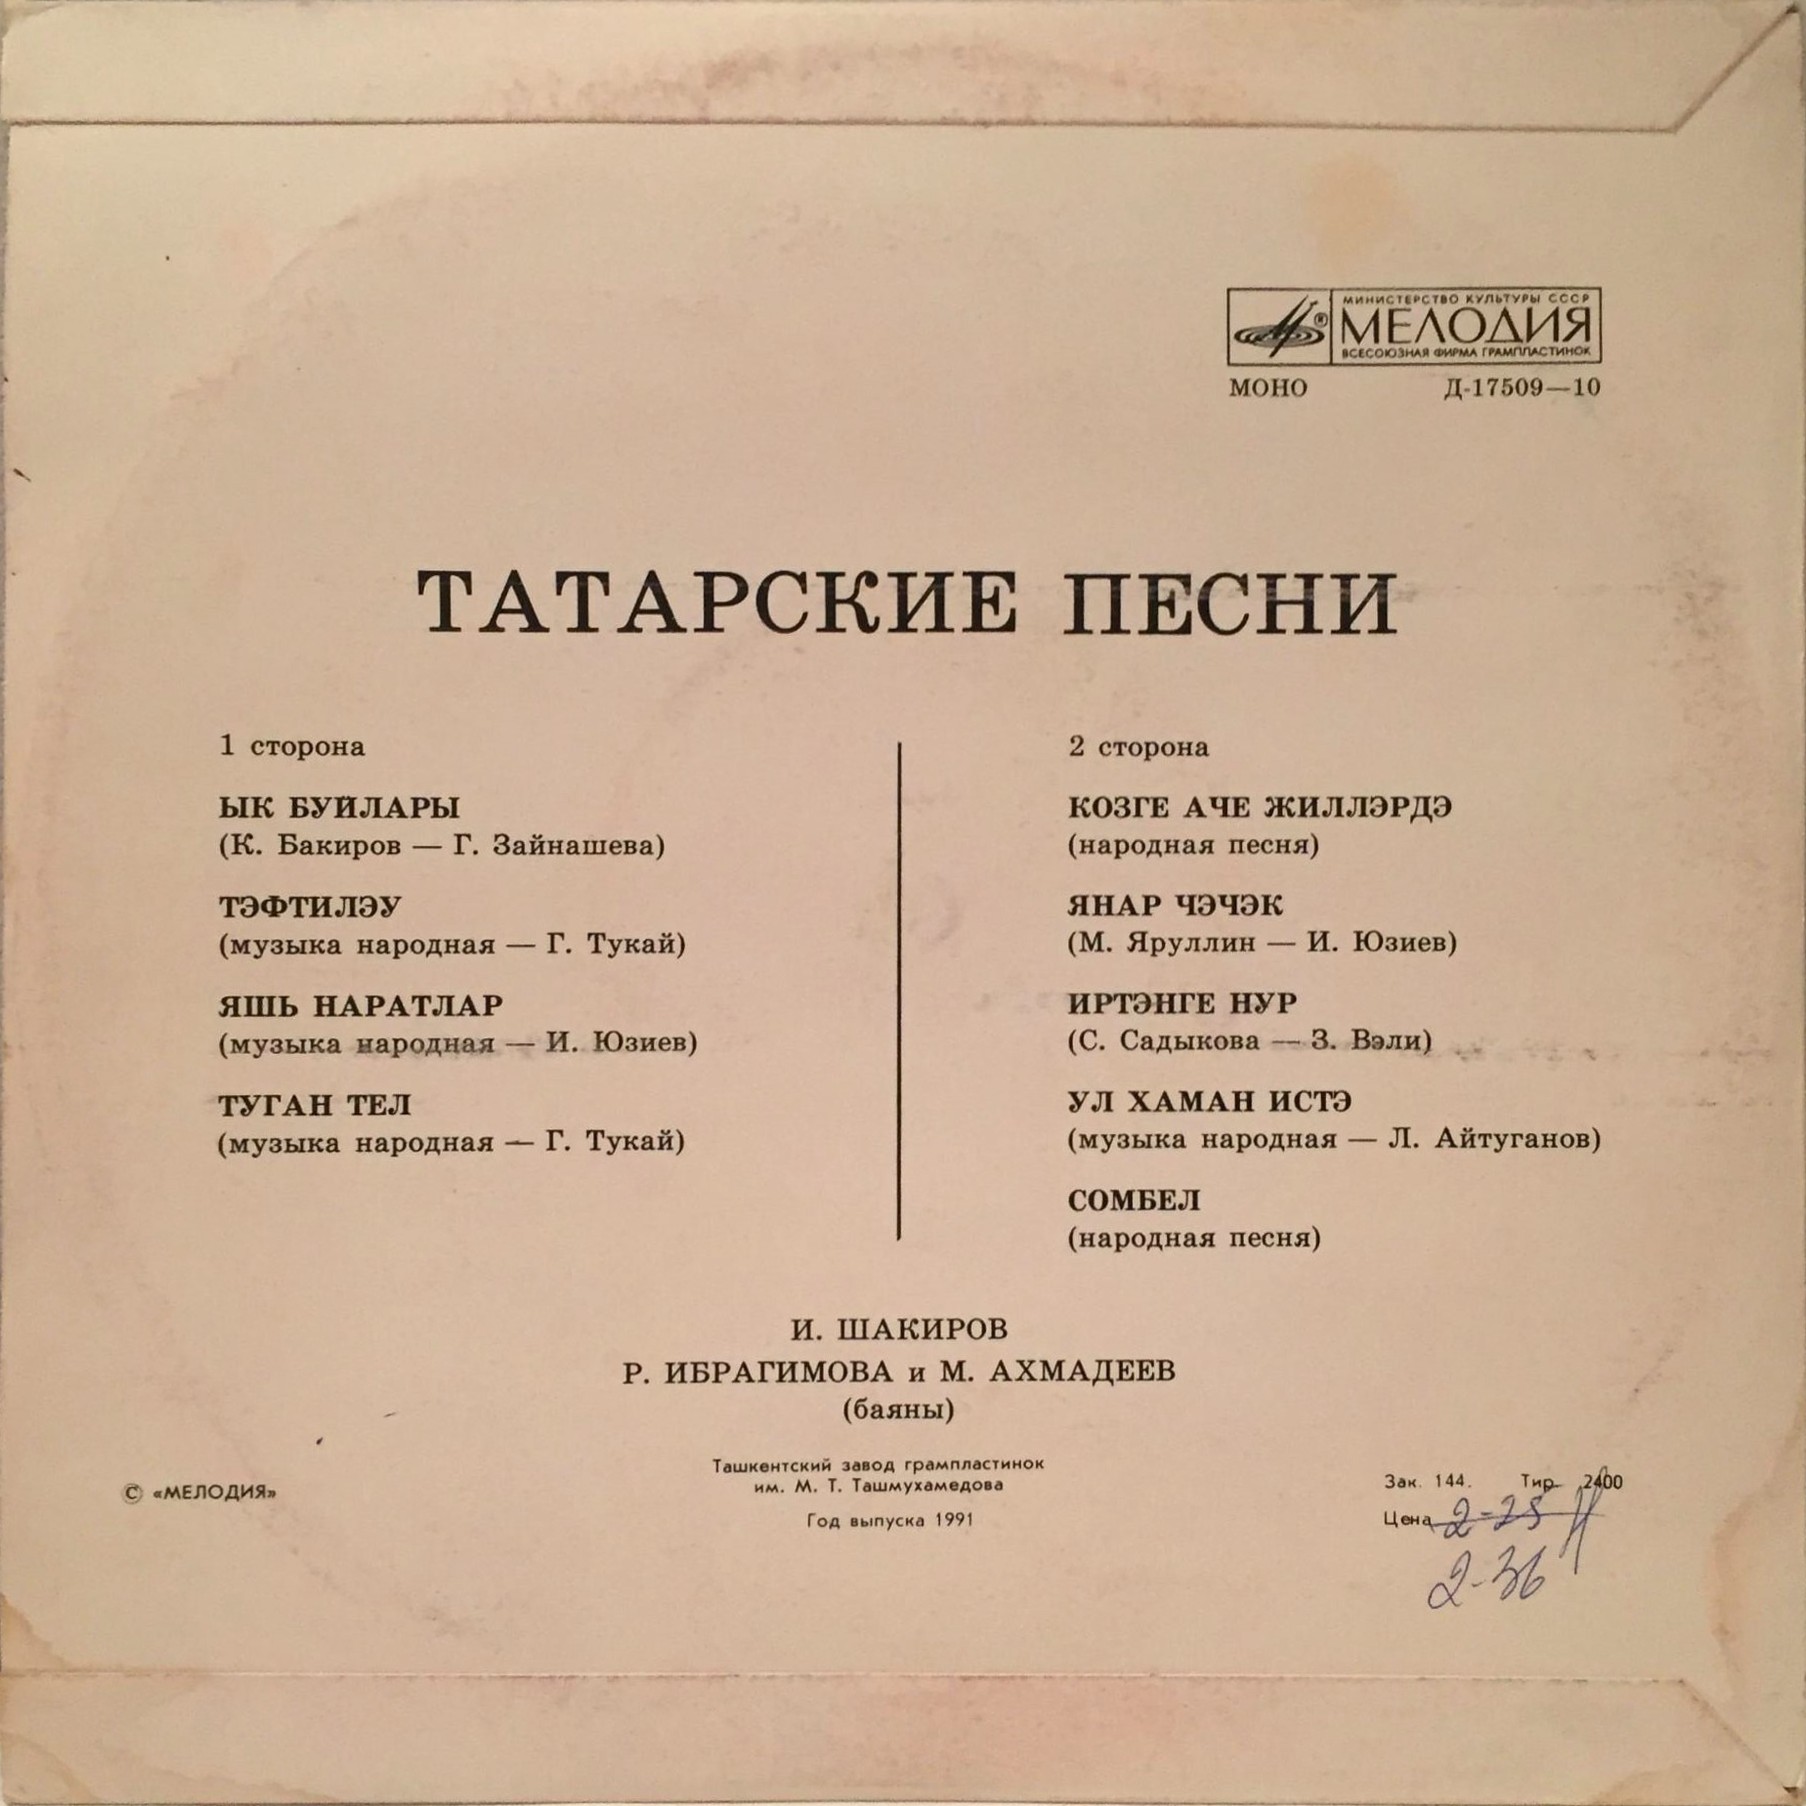 МИНИСТЕРСТВО КУЛЬТУРЫ СССР
МЕЛОДИЯ
ВСЕСОЮЗНАЯ ФИРМА ГРАМПЛАСТИНОК
МОНО Д-17509—10
ТАТАРСКИЕ ПЕСНИ
1 сторона
ЫК БУЙЛАРЫ
(К. Бакиров — Г. Зайнашева)
ТЭФТИЛЭУ
(музыка народная — Г. Тукай)
ЯШЬ НАРАТЛАР
(музыка народная — И. Юзиев)
ТУГАН ТЕЛ
(музыка народная — Г. Тукай)
2 сторона
КОЗГЕ АЧЕ ЖИЛЛЭРДЭ
(народная песня)
ЯНАР ЧЭЧЭК
(М. Яруллин — И. Юзиев)
ИРТЭНГЕ НУР
(С. Садыкова — З. Вэли)
УЛ ХАМАН ИСТЭ
(музыка народная — Л. Айтуганов)
СОМБЕЛ
(народная песня)
И. ШАКИРОВ
Р. ИБРАГИМОВА и М. АХМАДЕЕВ
(баяны)
Ташкентский завод грампластинок
им. М. Т. Ташмухамедова
Год выпуска 1991
© «МЕЛОДИЯ»
Зак. 144. Тир. 2400
Цена 2-25
2-36